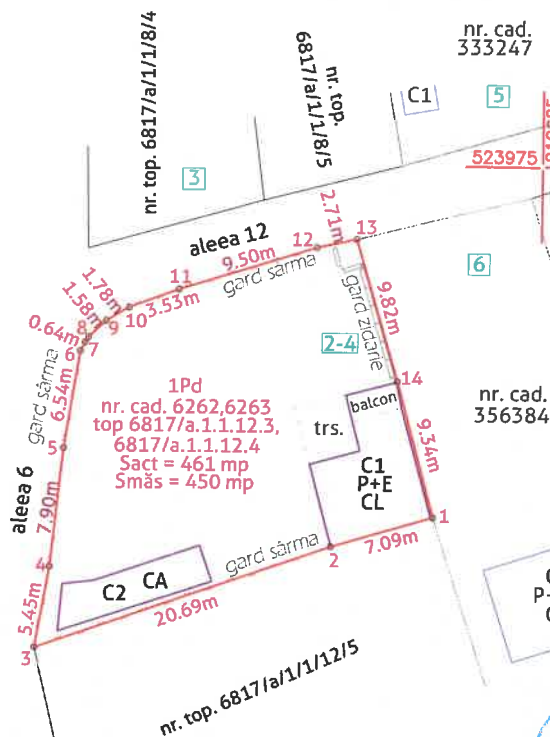 nr. cad.
333247
nr. top. 6817/a/1/1/8/4
nr. top.
6817/a/1/1/8/5
C1
5
3
523975
aleea 12
2.71m
13
12
9.50m
gard sârma
11
3.53m
10
1.78m
9
1.58m
8
7
0.64m
6
6
9.82m
gard zidarie
2-4
gard sârma
6.54m
5
1Pd
nr. cad. 6262,6263
top 6817/a.1.1.12.3,
6817/a.1.1.12.4
Sact = 461 mp
Smăs = 450 mp
14
balcon
trs.
nr. cad.
356384
C1
P+E
CL
9.34m
1
aleea 6
7.90m
4
gard sârma
2
7.09m
C2 CA
5.45m
20.69m
3
nr. top. 6817/a/1/1/12/5